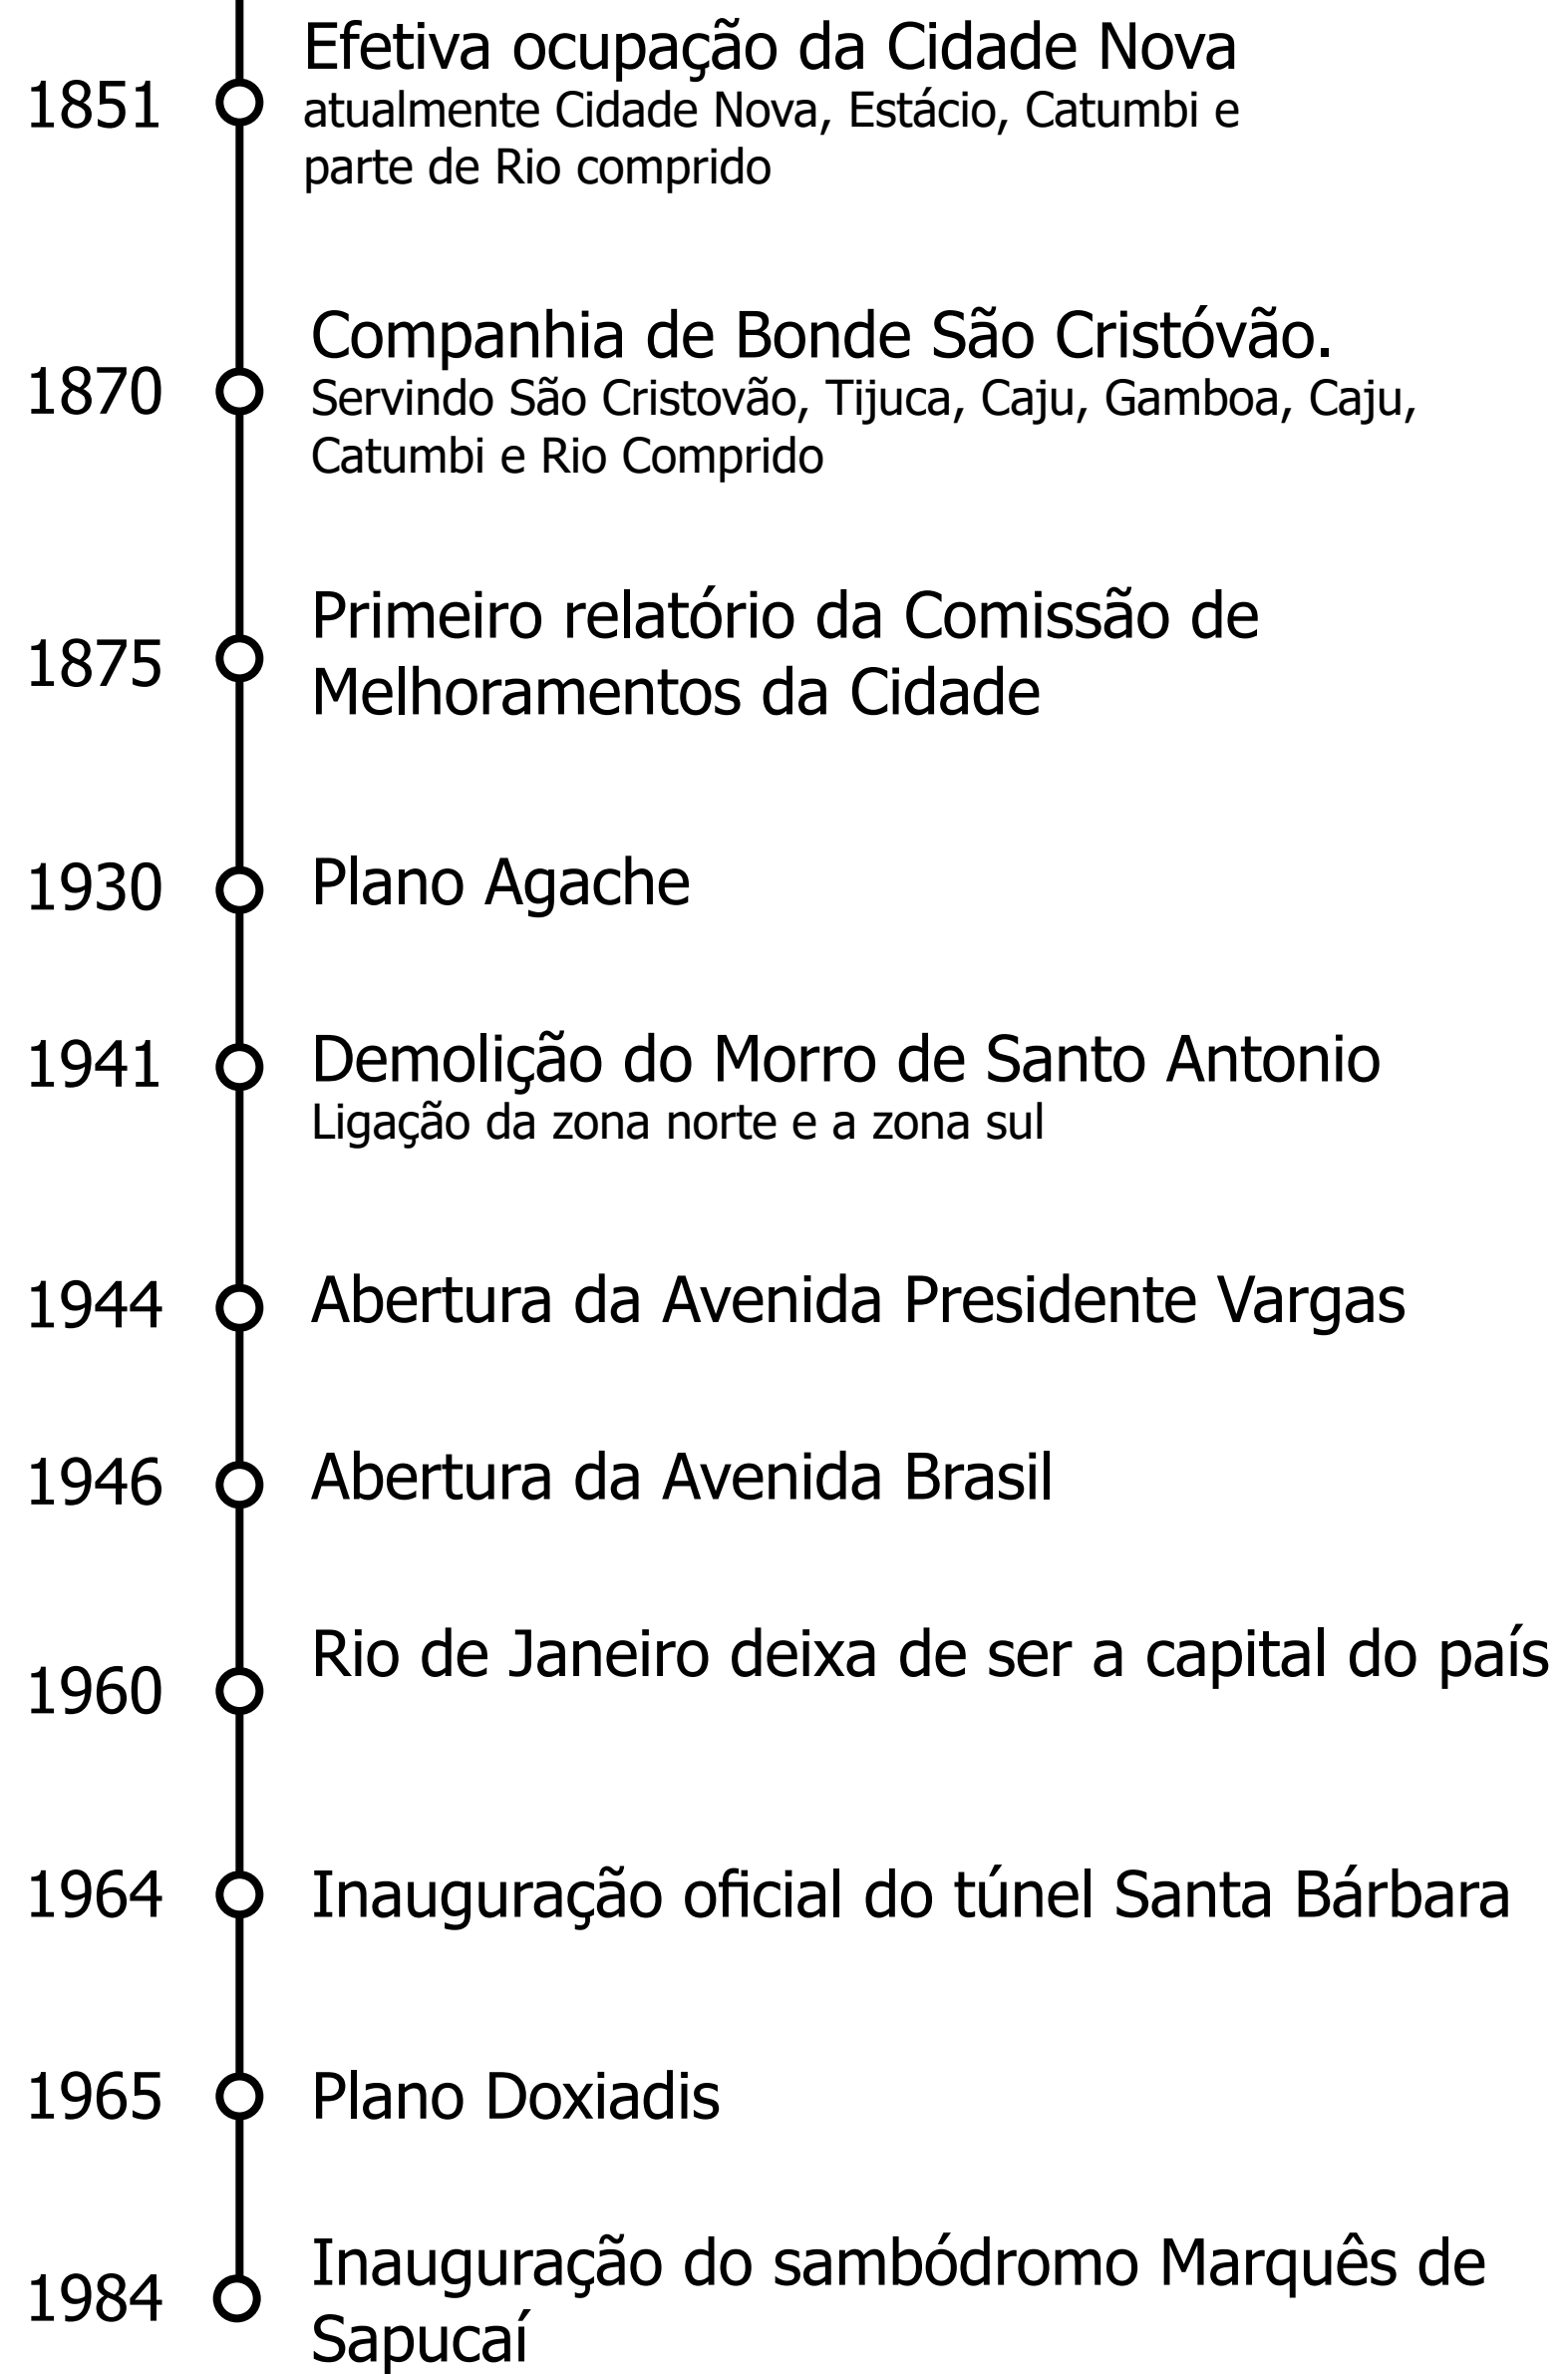 Efetiva ocupação da Cidade Nova
1851
atualmente Cidade Nova, Estácio, Catumbi e
parte de Rio comprido
Companhia de Bonde São Cristóvão.
1870
Servindo São Cristovão, Tijuca, Caju, Gamboa, Caju,
Catumbi e Rio Comprido
Primeiro relatório da Comissão de
1875
Melhoramentos da Cidade
1930 Plano Agache
1941 Demolição do Morro de Santo Antonio
Ligação da zona norte e a zona sul
1944 Abertura da Avenida Presidente Vargas
1946 Abertura da Avenida Brasil
1960 Rio de Janeiro deixa de ser a capital do país
1964 Inauguração oficial do túnel Santa Bárbara
1965 Plano Doxiadis
1984 Inauguração do sambódromo Marquês de
Sapucaí